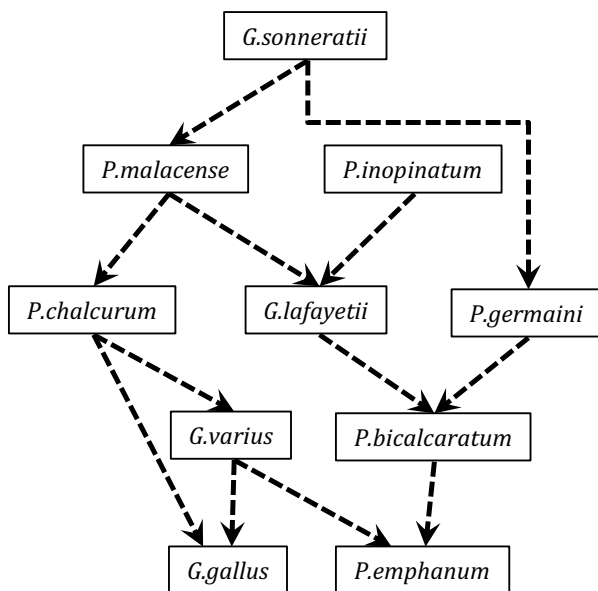 G.sonneratii
P.malacense
P.inopinatum
P.chalcurum
G.lafayetii
P.germaini
G.varius
P.bicalcaratum
G.gallus
P.emphanum